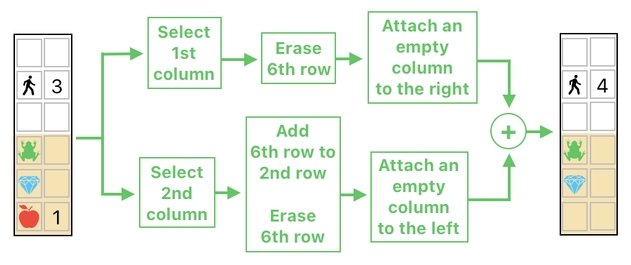 3
1
Select
1st
column
Erase
6th row
Attach an
empty
column
to the right
Select
2nd
column
Add
6th row to
2nd row
Erase
6th row
Attach an
empty
column
to the left
+
4